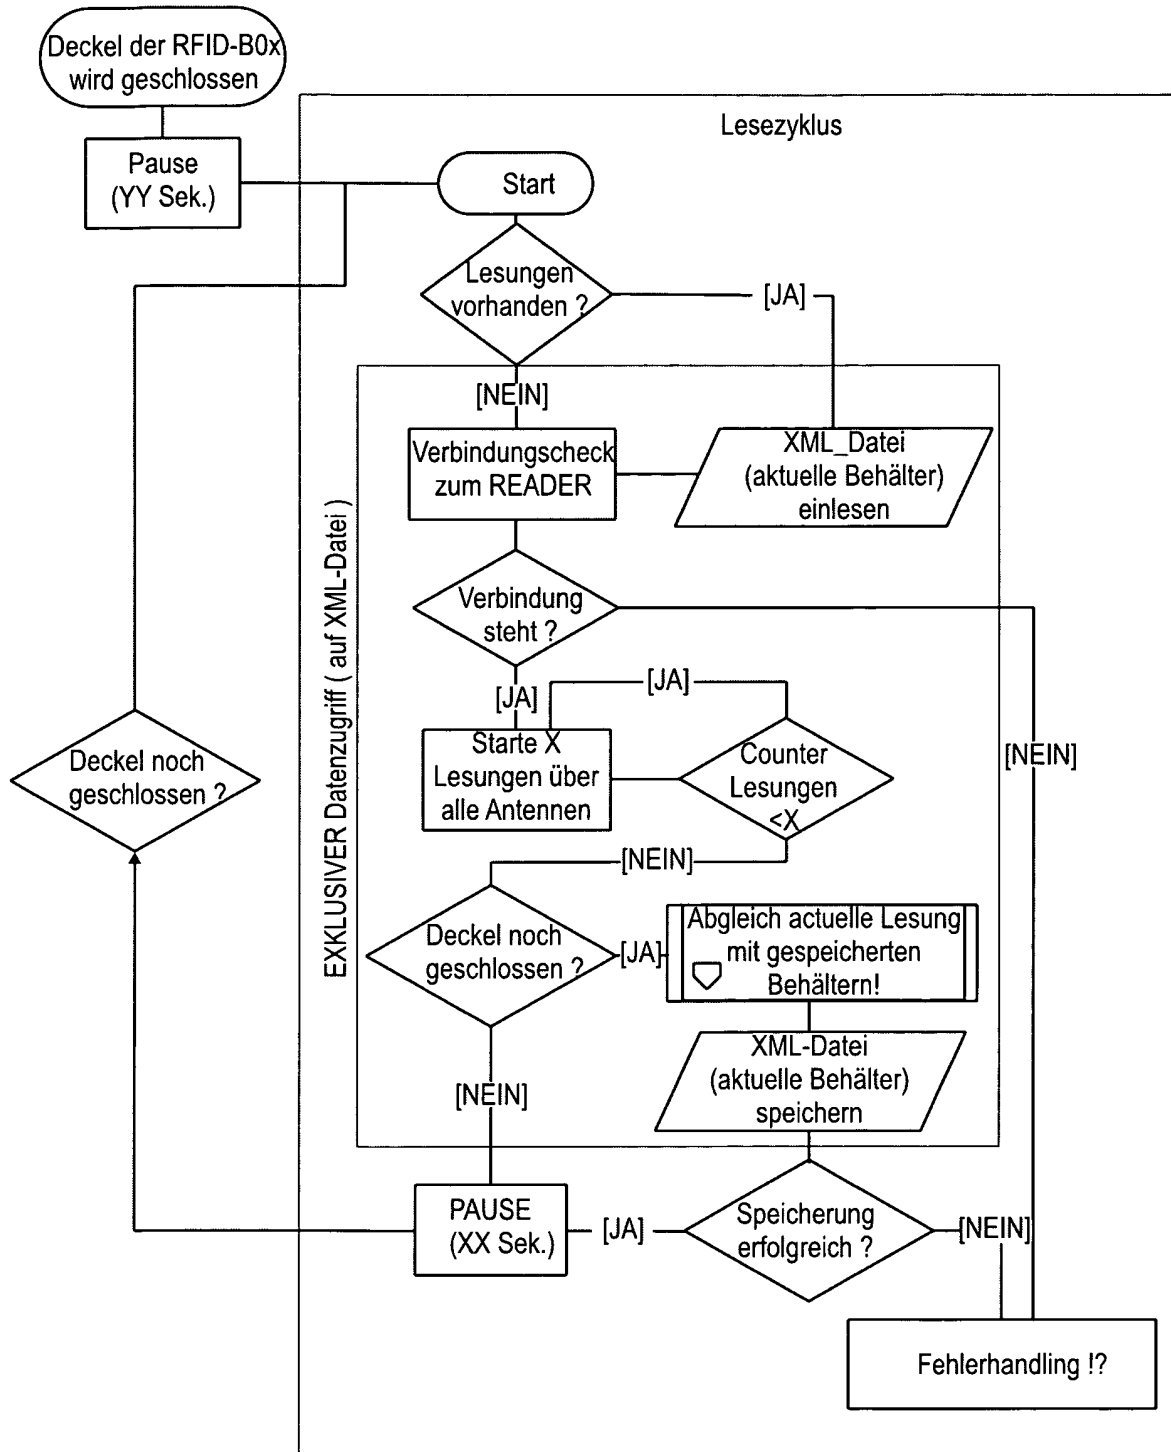 Deckel der RFID-B0x
wird geschlossen
Lesezyklus
Pause
(YY Sek.)
Start
Lesungen
vorhanden ?
[JA]
[NEIN]
Verbindungscheck
zum READER
XML_Datei
(aktuelle Behälter)
einlesen
EXKLUSIVER Datenzugriff ( auf XML-Datei )
Verbindung
steht ?
[JA]
[JA]
[NEIN]
Starte X
Lesungen über
alle Antennen
Counter
Lesungen
<X
Deckel noch
geschlossen ?
[NEIN]
Deckel noch
geschlossen ?
[JA]
Abgleich actuelle Lesung
mit gespeicherten
Behältern!
XML-Datei
(aktuelle Behälter)
speichern
[NEIN]
PAUSE
(XX Sek.)
[JA]
Speicherung
erfolgreich ?
[NEIN]
Fehlerhandling !?